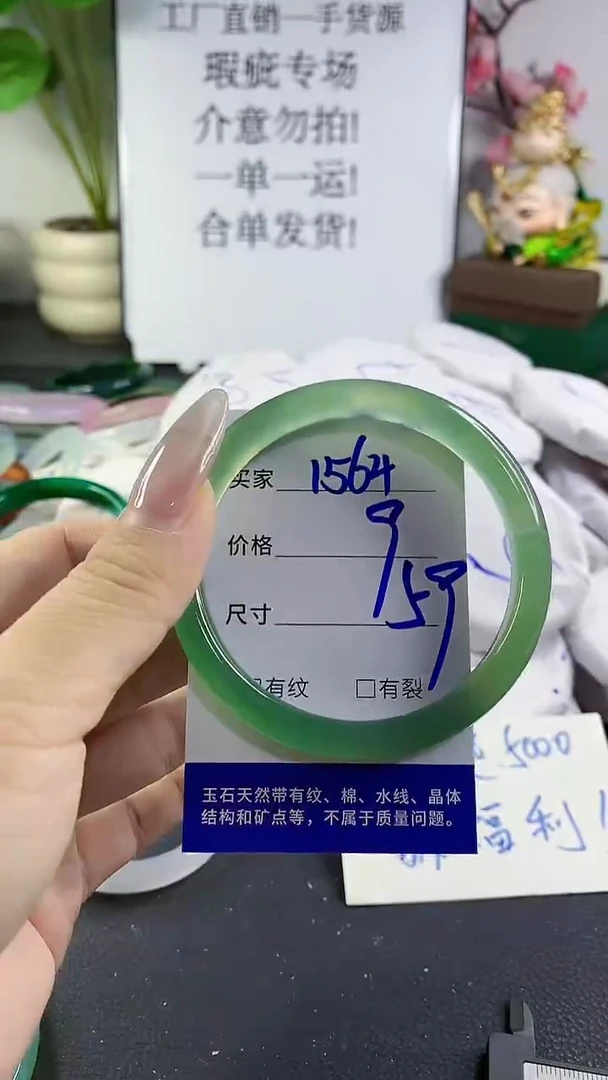 工厂直销一手货源
瑕疵专场
介意勿拍!
一单一运!
合单发货!
买家 1564
价格 9
尺寸 59
有纹 □有裂
玉石天然带有纹、棉、水线、晶体
结构和矿点等，不属于质量问题。
5000
福利!